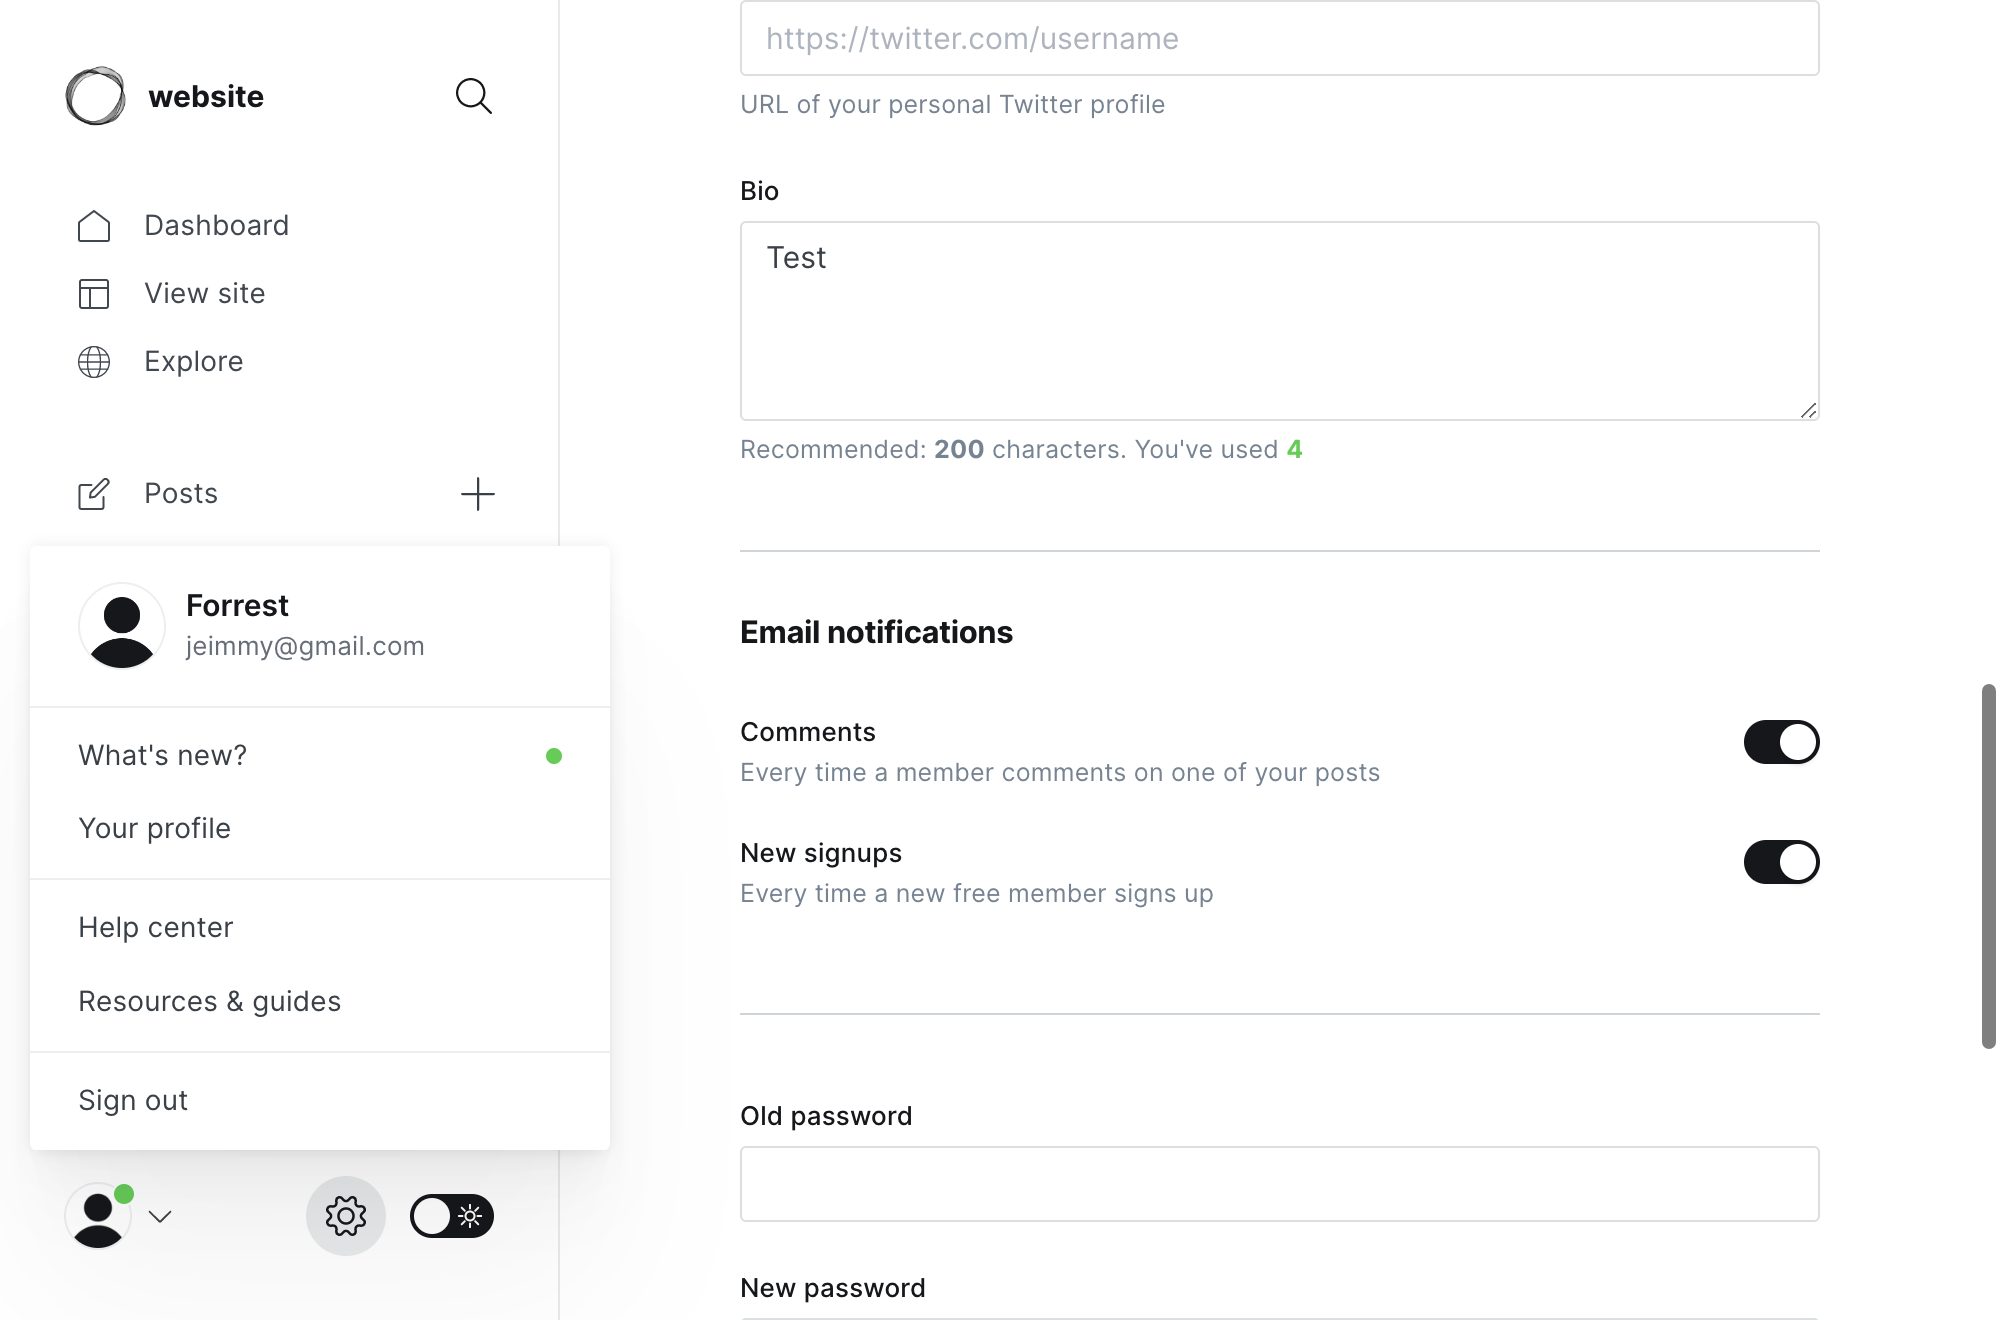 website
Dashboard
View site
Explore
Posts
Forrest
jeimmy@gmail.com
What's new?
Your profile
Help center
Resources & guides
Sign out
https://twitter.com/username
URL of your personal Twitter profile
Bio
Test
Recommended: 200 characters. You've used 4
Email notifications
Comments
Every time a member comments on one of your posts
New signups
Every time a new free member signs up
Old password
New password